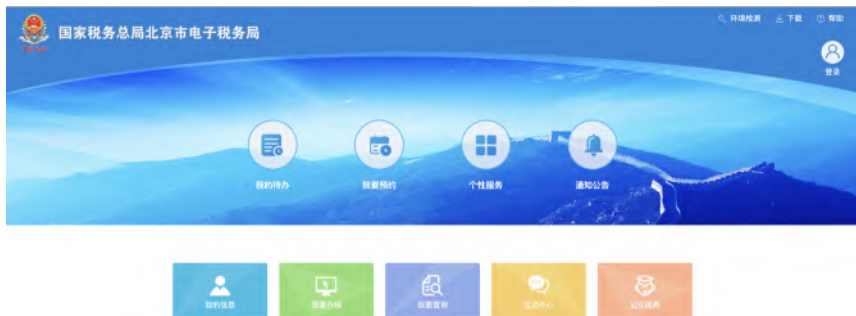 环境检测 下载 帮助
国家税务总局北京市电子税务局
登录
我的待办 我要预约 个性服务 通知公告
我的信息 我要办税 我要查询 互动中心 公众服务